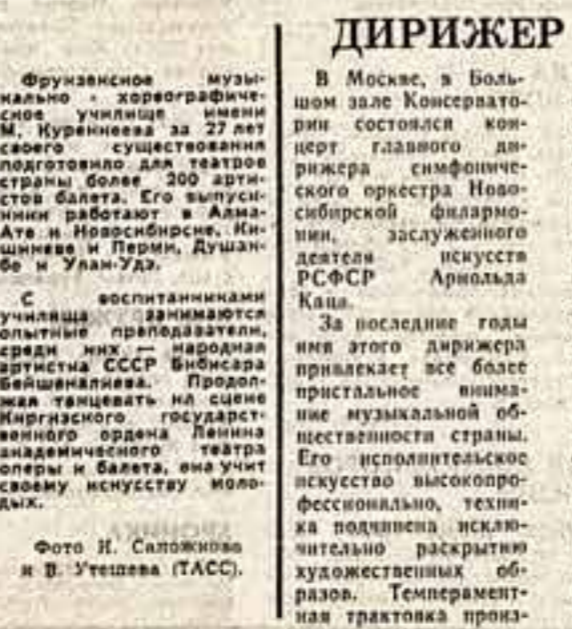 Фрунзенское музы-
кально - хореографиче-
ское училище имени
М. Куренкеева за 27 лет
своего существования
подготовило для театров
страны более 200 арти-
стов балета. Его выпуск-
ники работают в Алма-
Ате и Новосибирске, Ки-
шиневе и Перми, Душан-
бе и Улан-Удэ.
С воспитанниками
училища занимаются
опытные преподаватели,
среди них — народная
артистка СССР Бибисара
Бейшеналиева. Продол-
жая танцевать на сцене
Киргизского государст-
венного ордена Ленина
академического театра
оперы и балета, она учит
своему искусству моло-
дых.
Фото И. Сапожкова
и В. Утешева (ТАСС).
ДИРИЖЕР
В Москве, в Боль-
шом зале Консервато-
рии состоялся кон-
церт главного ди-
рижера симфониче-
ского оркестра Ново-
сибирской филармо-
нии, заслуженного
деятеля искусств
РСФСР Арнольда
Каца.
За последние годы
имя этого дирижера
привлекает все более
пристальное внима-
ние музыкальной об-
щественности страны.
Его исполнительское
искусство высокопро-
фессионально, техни-
ка подчинена исклю-
чительно раскрытию
художественных об-
разов. Темперамент-
ная трактовка произ-